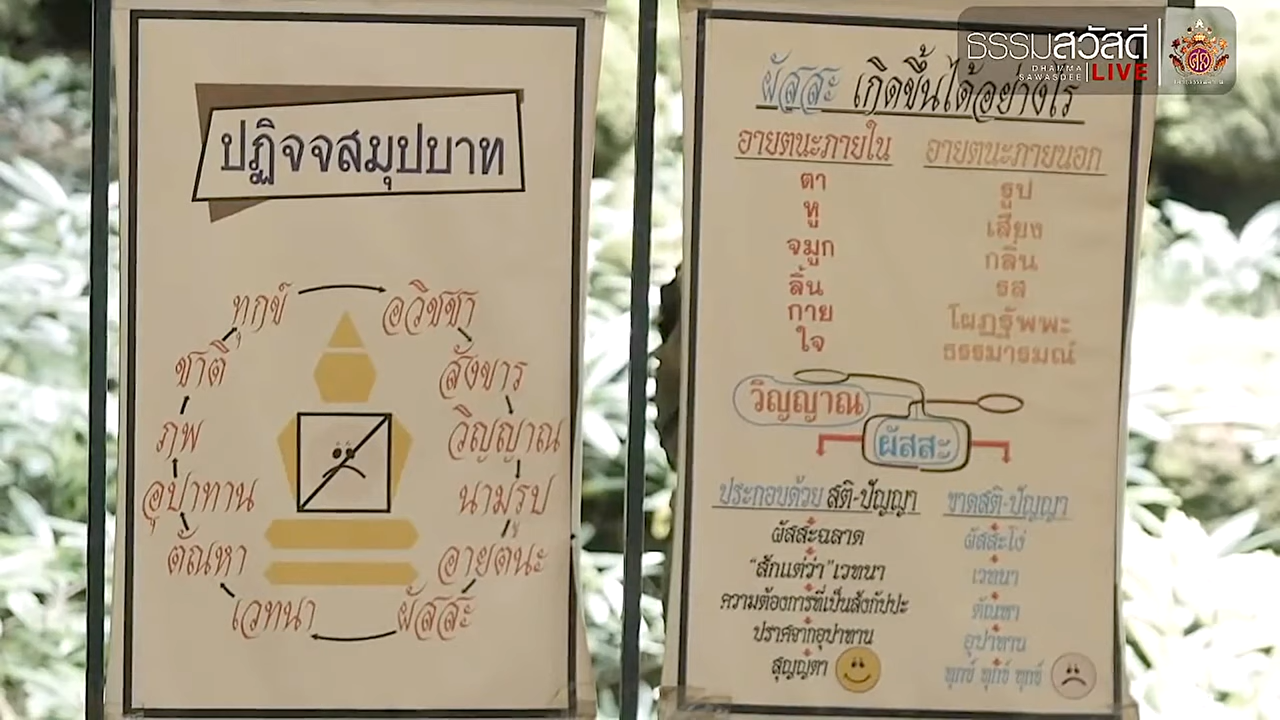 ปฏิจจสมุปบาท
ทุกข์
อวิชชา
สังขาร
วิญญาณ
นามรูป
อายตนะ
ผัสสะ
เวทนา
ตัณหา
อุปาทาน
ภพ
ชาติ
ธรรมสวัสดี
DHAMMA
SAWASDEE LIVE
ผัสสะ เกิดขึ้นได้อย่างไร
อายตนะภายใน อายตนะภายนอก
ตา รูป
หู เสียง
จมูก กลิ่น
ลิ้น รส
กาย โผฏฐัพพะ
ใจ ธรรมารมณ์
วิญญาณ
ผัสสะ
ประกอบด้วย สติ-ปัญญา ขาดสติ-ปัญญา
ผัสสะฉลาด ผัสสะโง่
"สักแต่ว่า"เวทนา เวทนา
ความต้องการที่เป็นสังกัปปะ ตัณหา
ปราศจากอุปาทาน อุปาทาน
สุญญตา ทุกข์ ทุกข์ ทุกข์